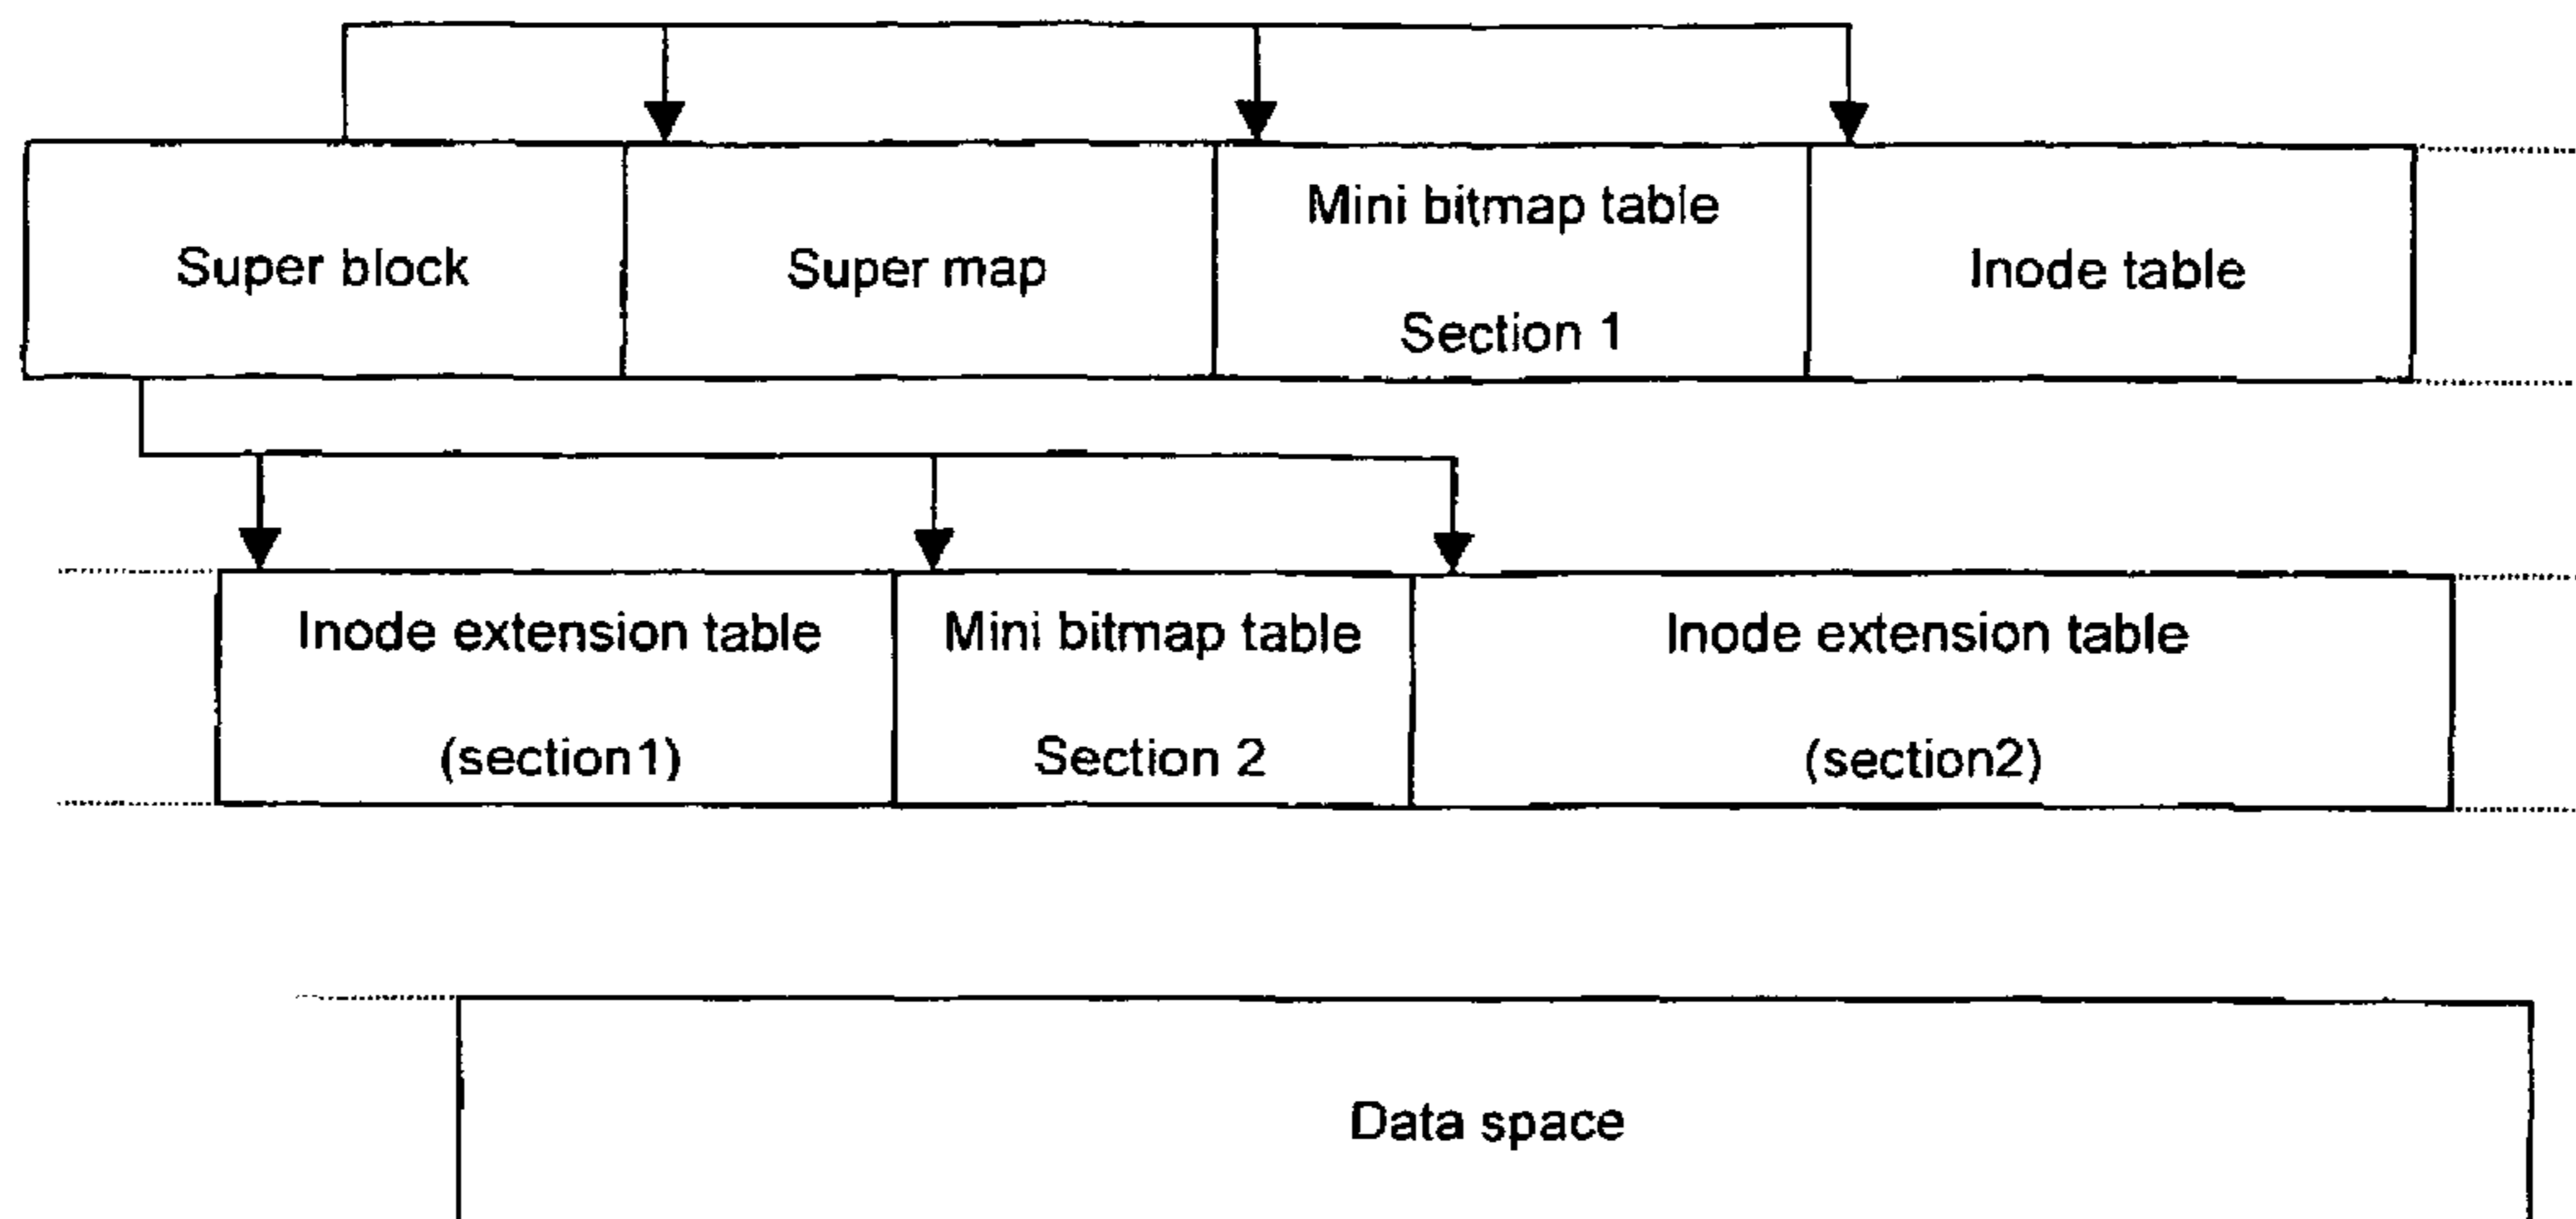 Super block
Super map
Mini bitmap table
Section 1
Inode table
Inode extension table
(section1)
Mini bitmap table
Section 2
Inode extension table
(section2)
Data space